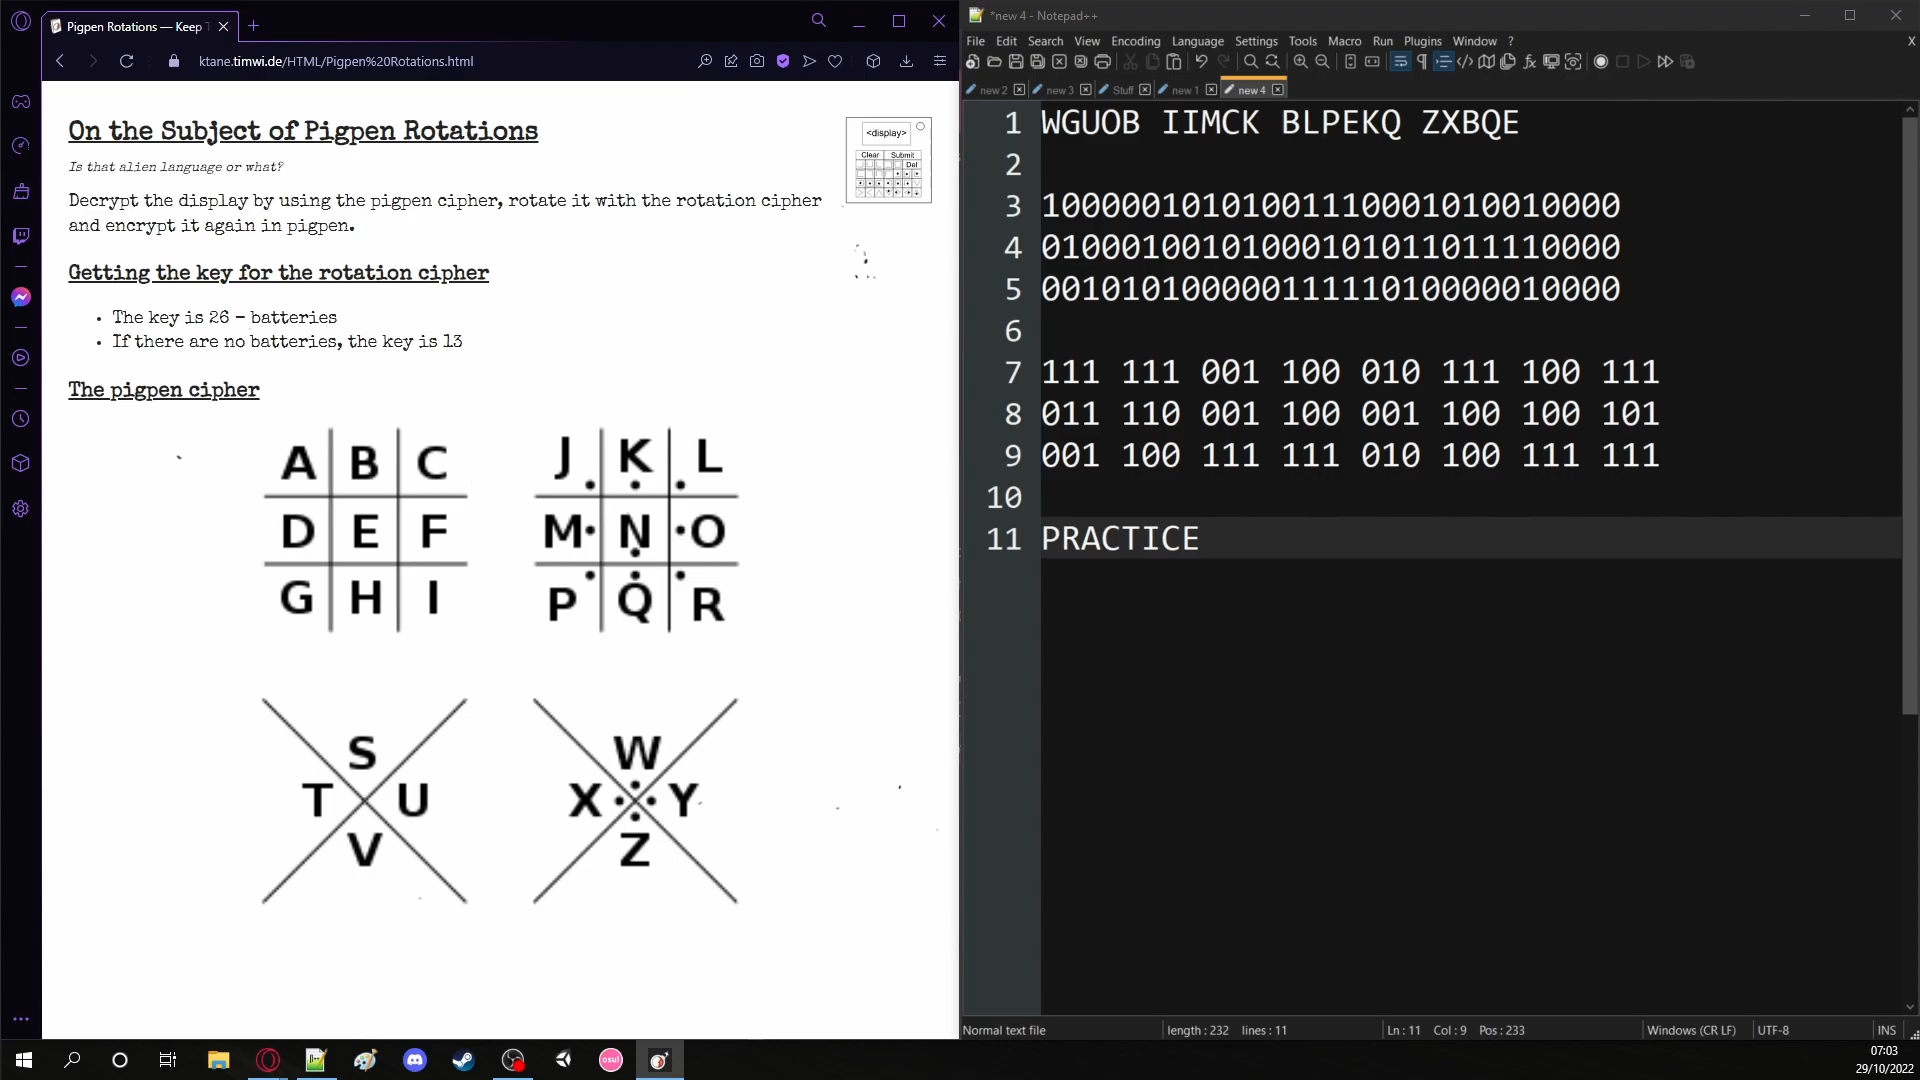 Pigpen Rotations — Keep
ktane.timwi.de/HTML/Pigpen%20Rotations.html
On the Subject of Pigpen Rotations
Is that alien language or what?
Decrypt the display by using the pigpen cipher, rotate it with the rotation cipher
and encrypt it again in pigpen.
<display>
Clear Submit
Del
Getting the key for the rotation cipher
• The key is 26 – batteries
• If there are no batteries, the key is 13
The pigpen cipher
A B C
D E F
G H I
J K L
M N O
P Q R
S
T U
V
W
X Y
Z
*new 4 - Notepad++
File Edit Search View Encoding Language Settings Tools Macro Run Plugins Window ? X
new 2 new 3 Stuff new 1 new 4
1 WGUOB IIMCK BLPEKQ ZXBQE
2
3 10000010101001110001010010000
4 01000100101000101011011110000
5 00101010000011111010000010000
6
7 111 111 001 100 010 111 100 111
8 011 110 001 100 001 100 100 101
9 001 100 111 111 010 100 111 111
10
11 PRACTICE
Normal text file length : 232 lines : 11 Ln : 11 Col : 9 Pos : 233 Windows (CR LF) UTF-8 INS
osu!
07:03
29/10/2022